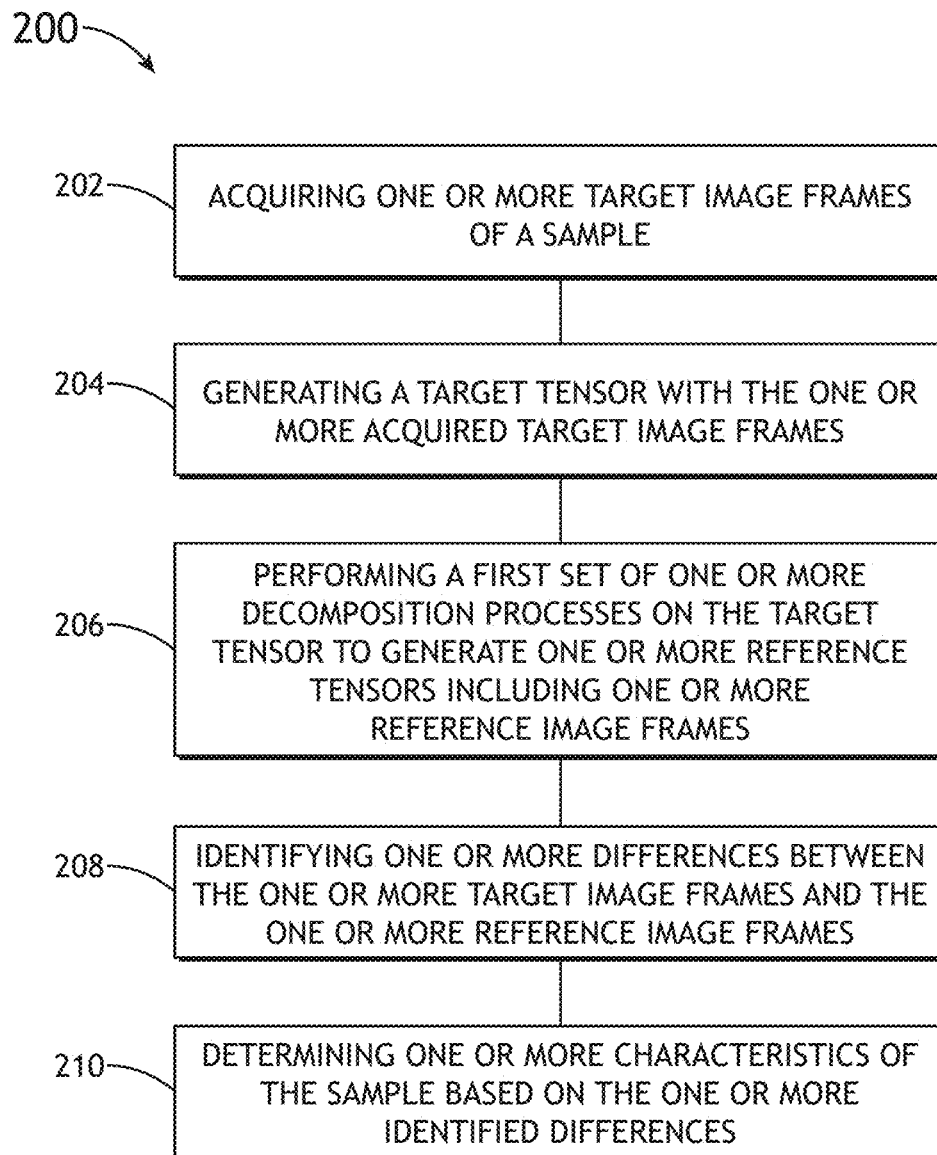 200
202
ACQUIRING ONE OR MORE TARGET IMAGE FRAMES
OF A SAMPLE
204
GENERATING A TARGET TENSOR WITH THE ONE OR
MORE ACQUIRED TARGET IMAGE FRAMES
206
PERFORMING A FIRST SET OF ONE OR MORE
DECOMPOSITION PROCESSES ON THE TARGET
TENSOR TO GENERATE ONE OR MORE REFERENCE
TENSORS INCLUDING ONE OR MORE
REFERENCE IMAGE FRAMES
208
IDENTIFYING ONE OR MORE DIFFERENCES BETWEEN
THE ONE OR MORE TARGET IMAGE FRAMES AND THE
ONE OR MORE REFERENCE IMAGE FRAMES
210
DETERMINING ONE OR MORE CHARACTERISTICS OF
THE SAMPLE BASED ON THE ONE OR MORE
IDENTIFIED DIFFERENCES